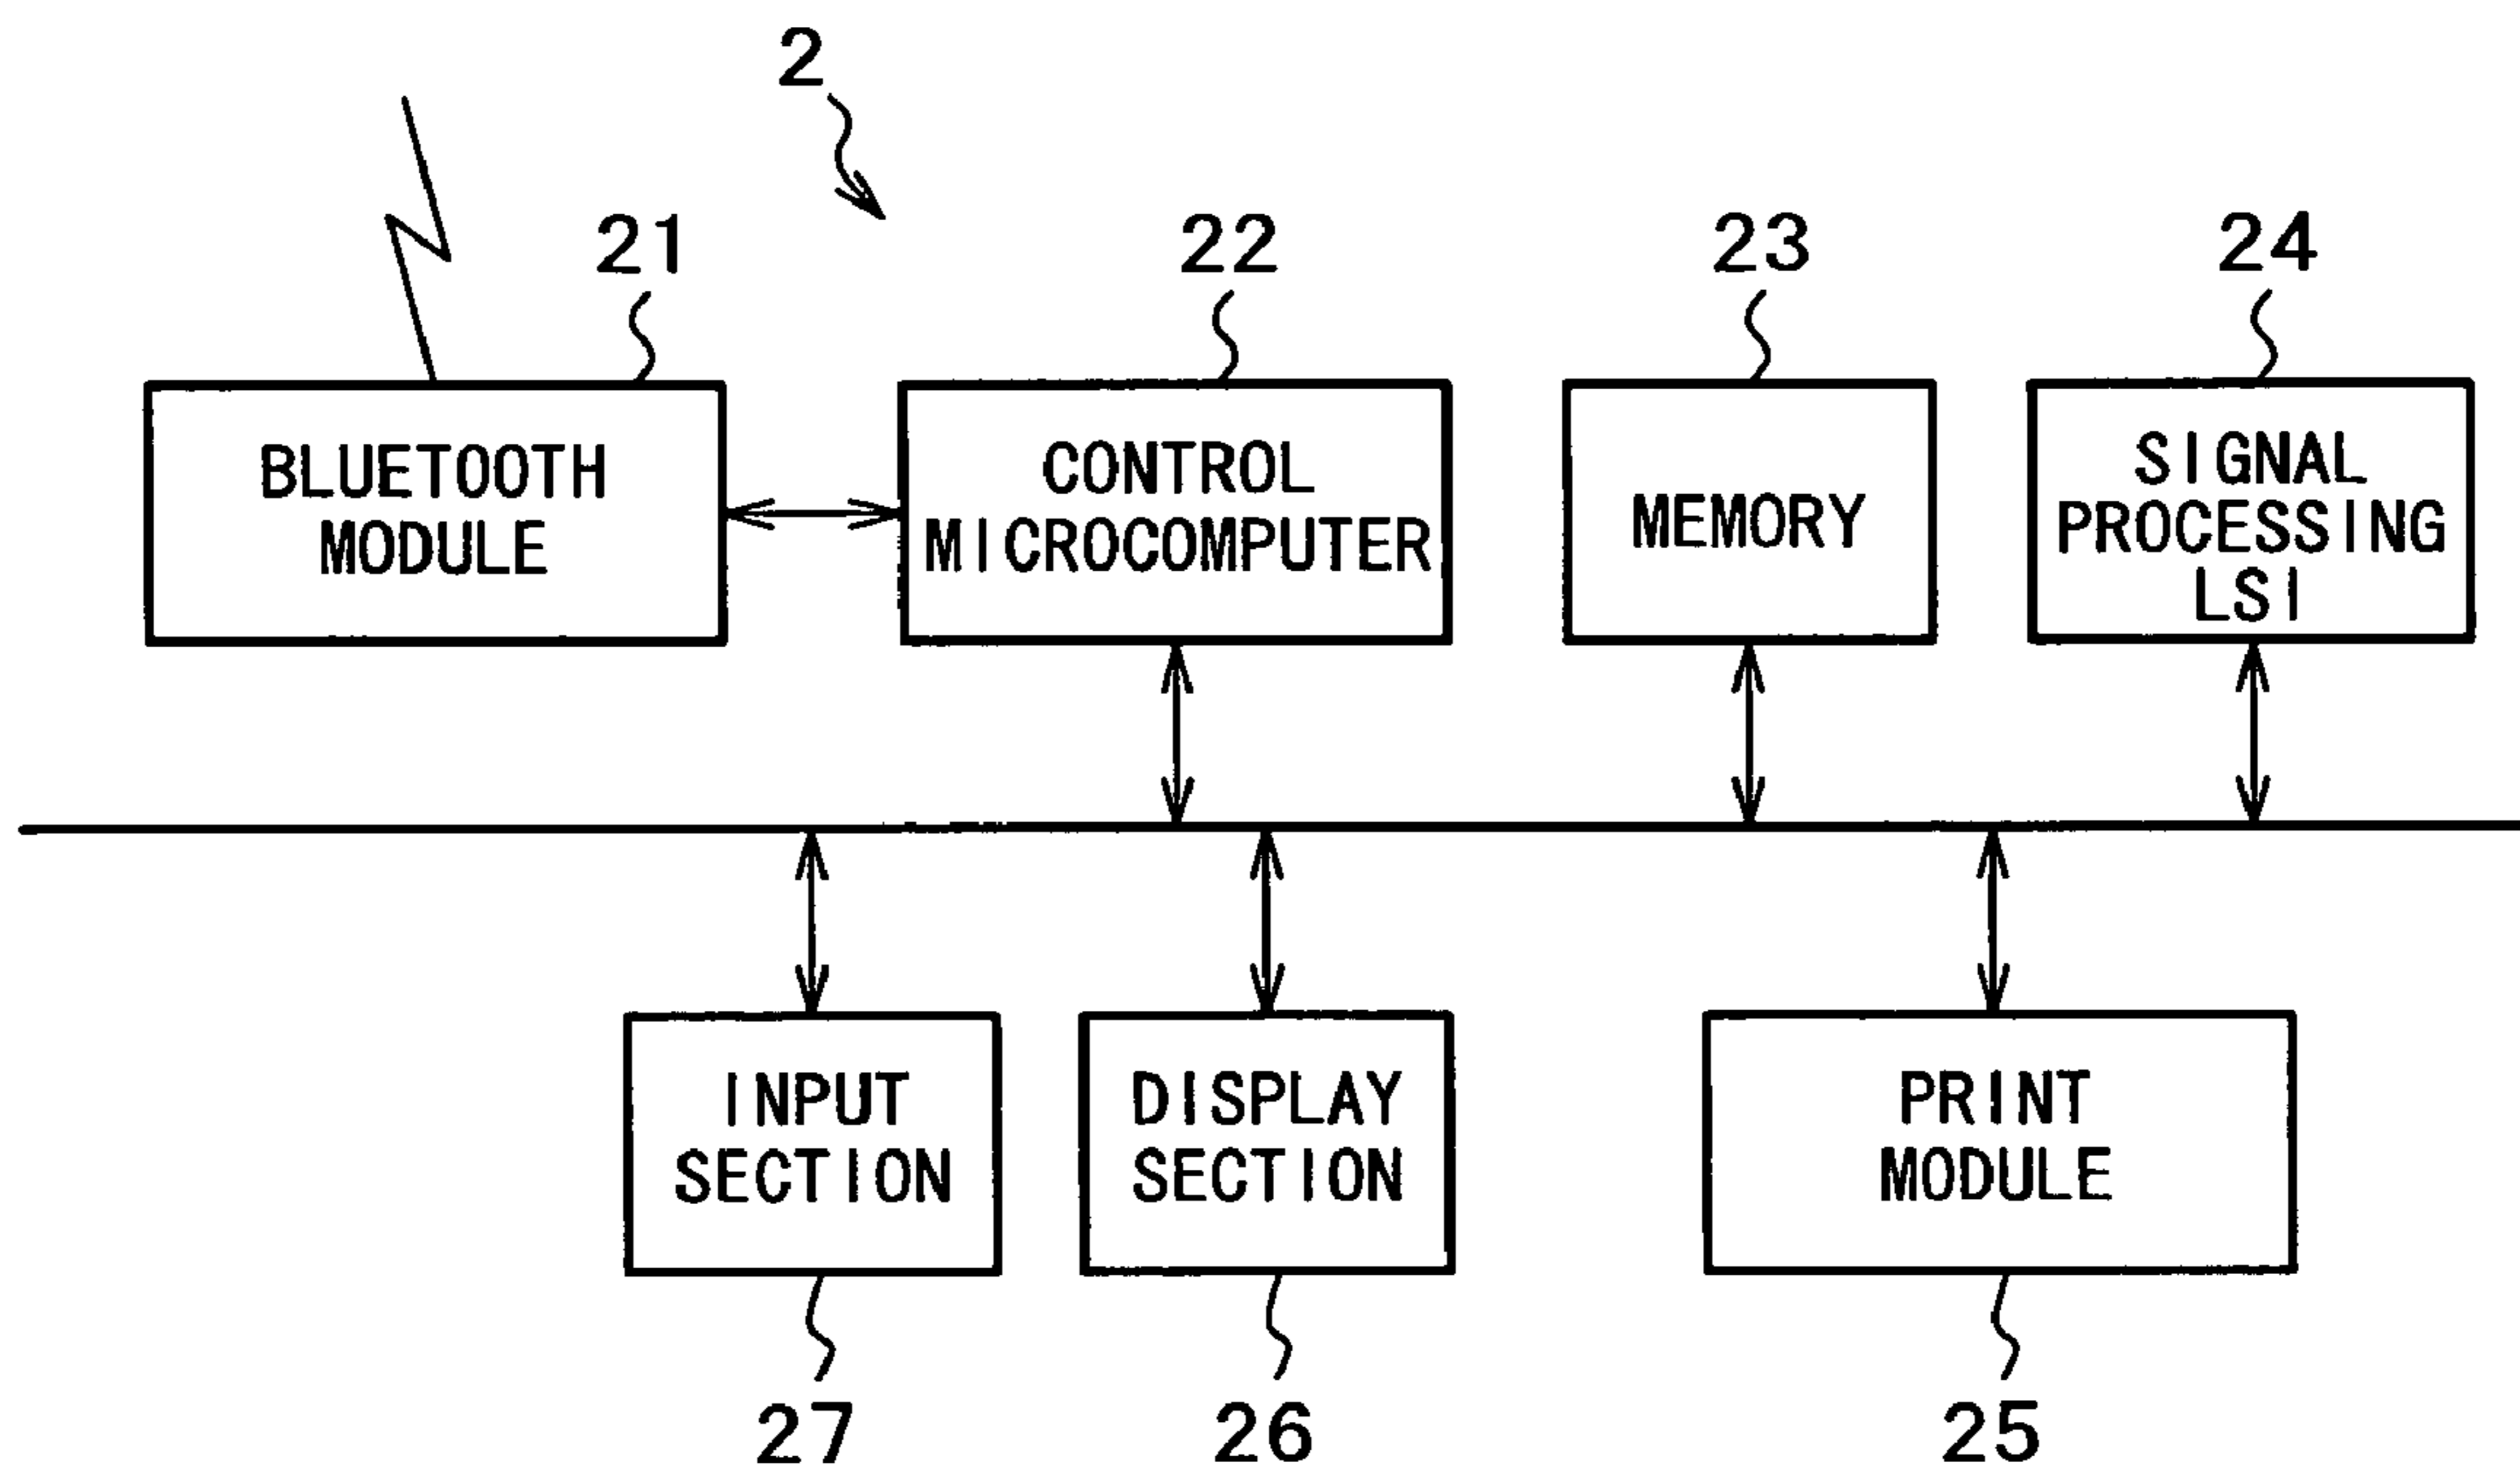 2
21
22
23
24
BLUETOOTH
MODULE
CONTROL
MICROCOMPUTER
MEMORY
SIGNAL
PROCESSING
LSI
INPUT
SECTION
DISPLAY
SECTION
PRINT
MODULE
27
26
25